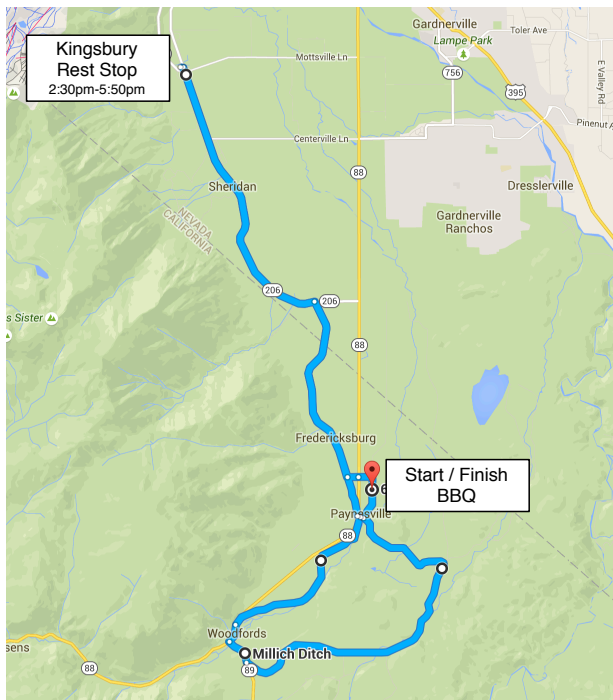 Kingsbury
Rest Stop
2:30pm-5:50pm
Gardnerville
Toler Ave
Lampe Park
Mottsville Ln
756
E Valley Rd
395
Centerville Ln
88
Sheridan
Dresslerville
Gardnerville
Ranchos
NEVADA
CALIFORNIA
206
206
s Sister
88
Fredericksburg
6
Start / Finish
BBQ
Paynesville
88
Woodfords
Millich Ditch
sens
88
89